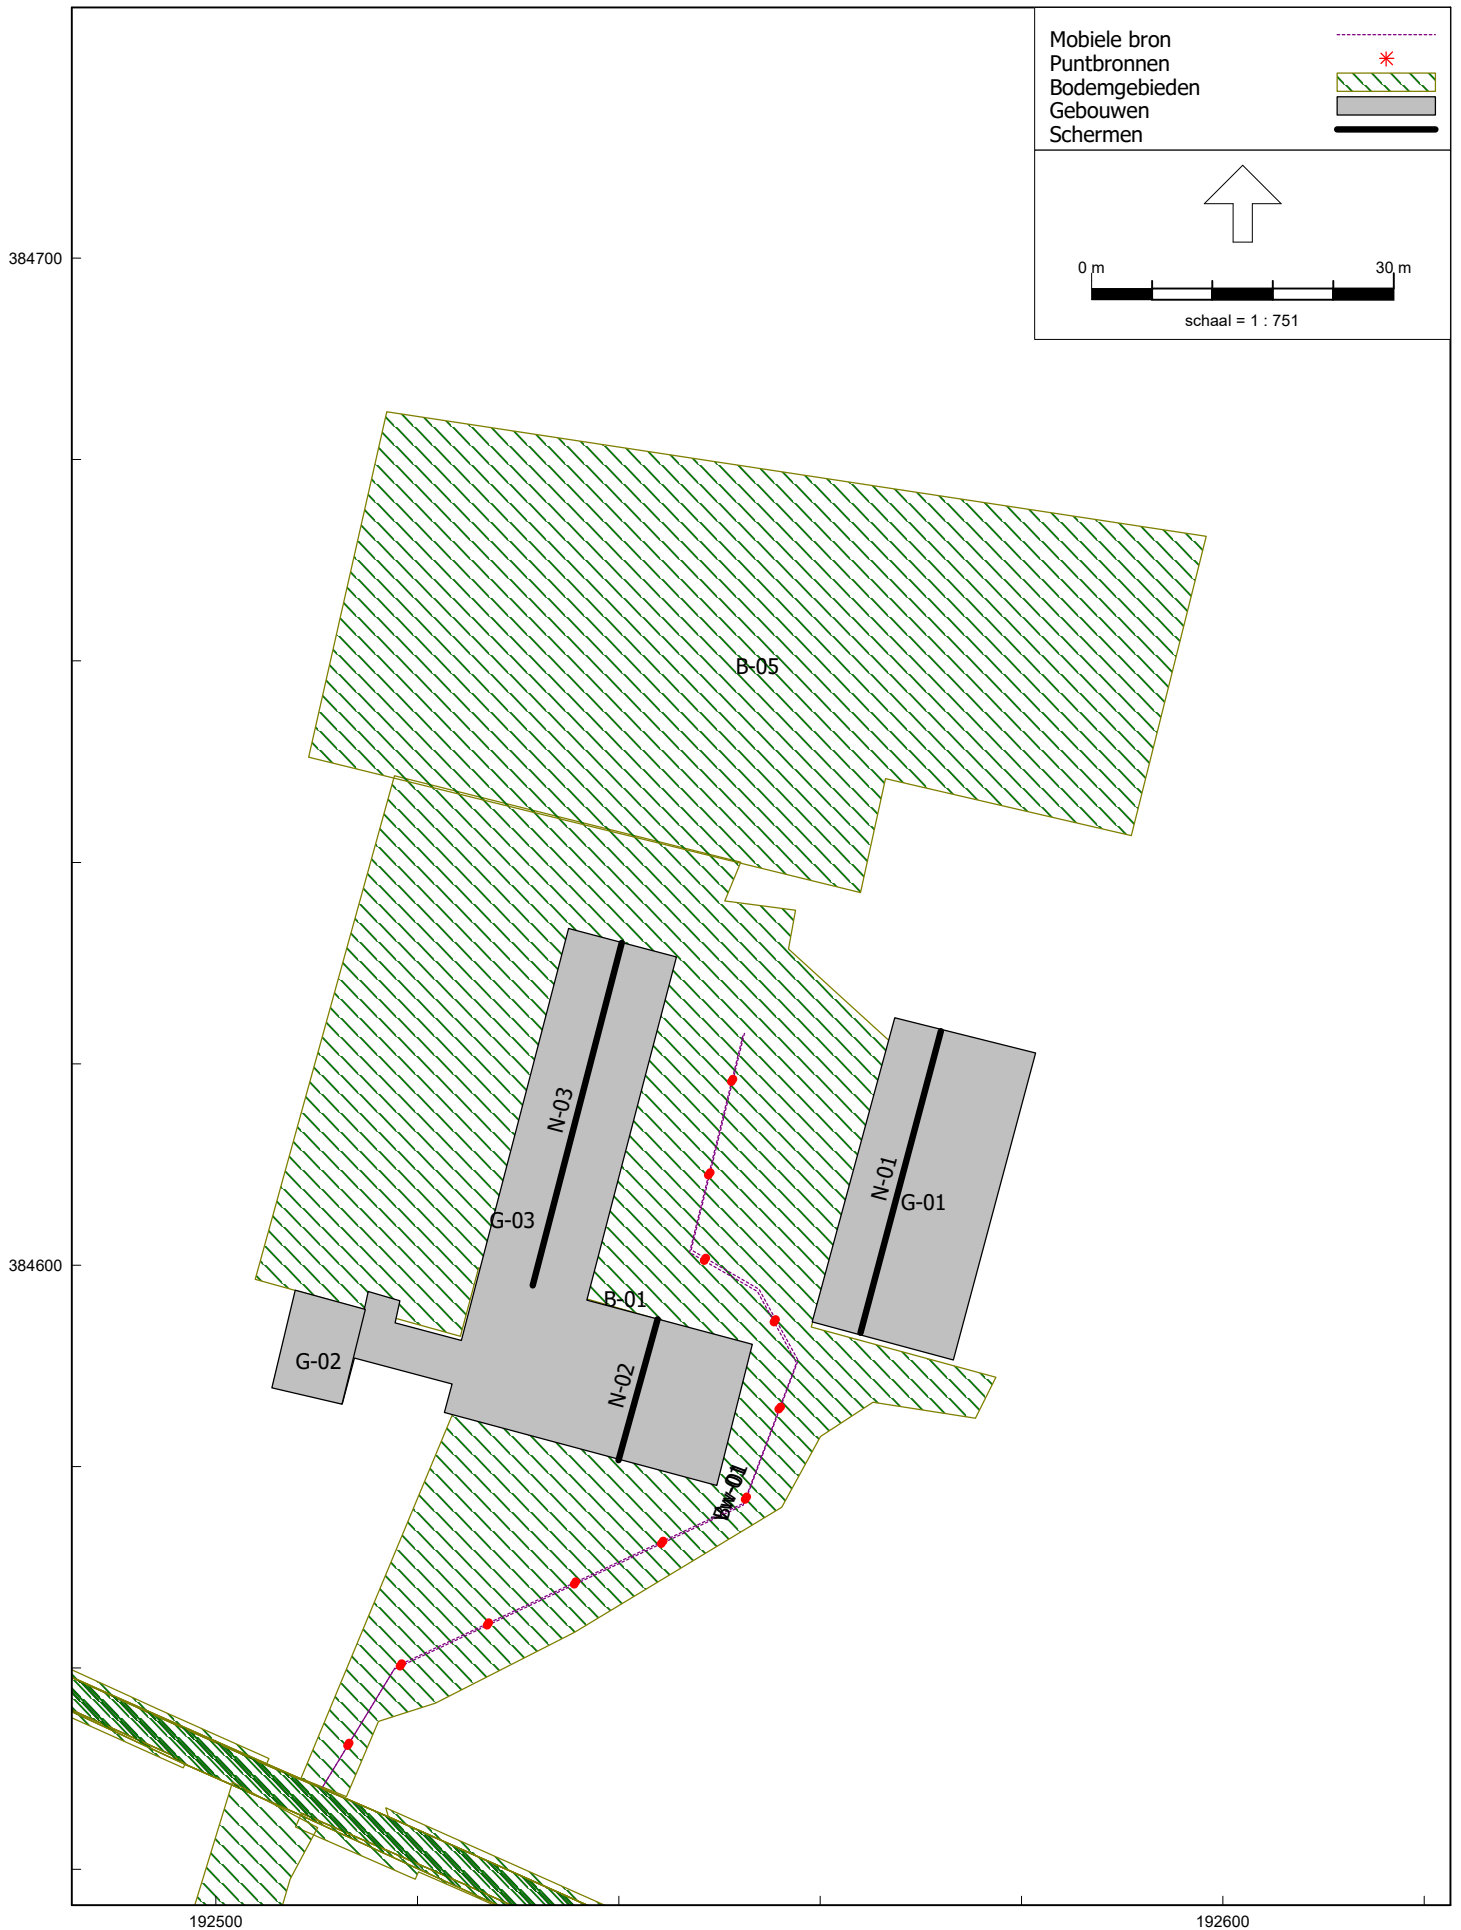 Mobiele bron
Puntbronnen
Bodemgebieden
Gebouwen
Schermen
0 m
30 m
schaal = 1 : 751
384700
B-05
N-03
N-01
G-01
G-03
384600
B-01
G-02
N-02
192500
192600